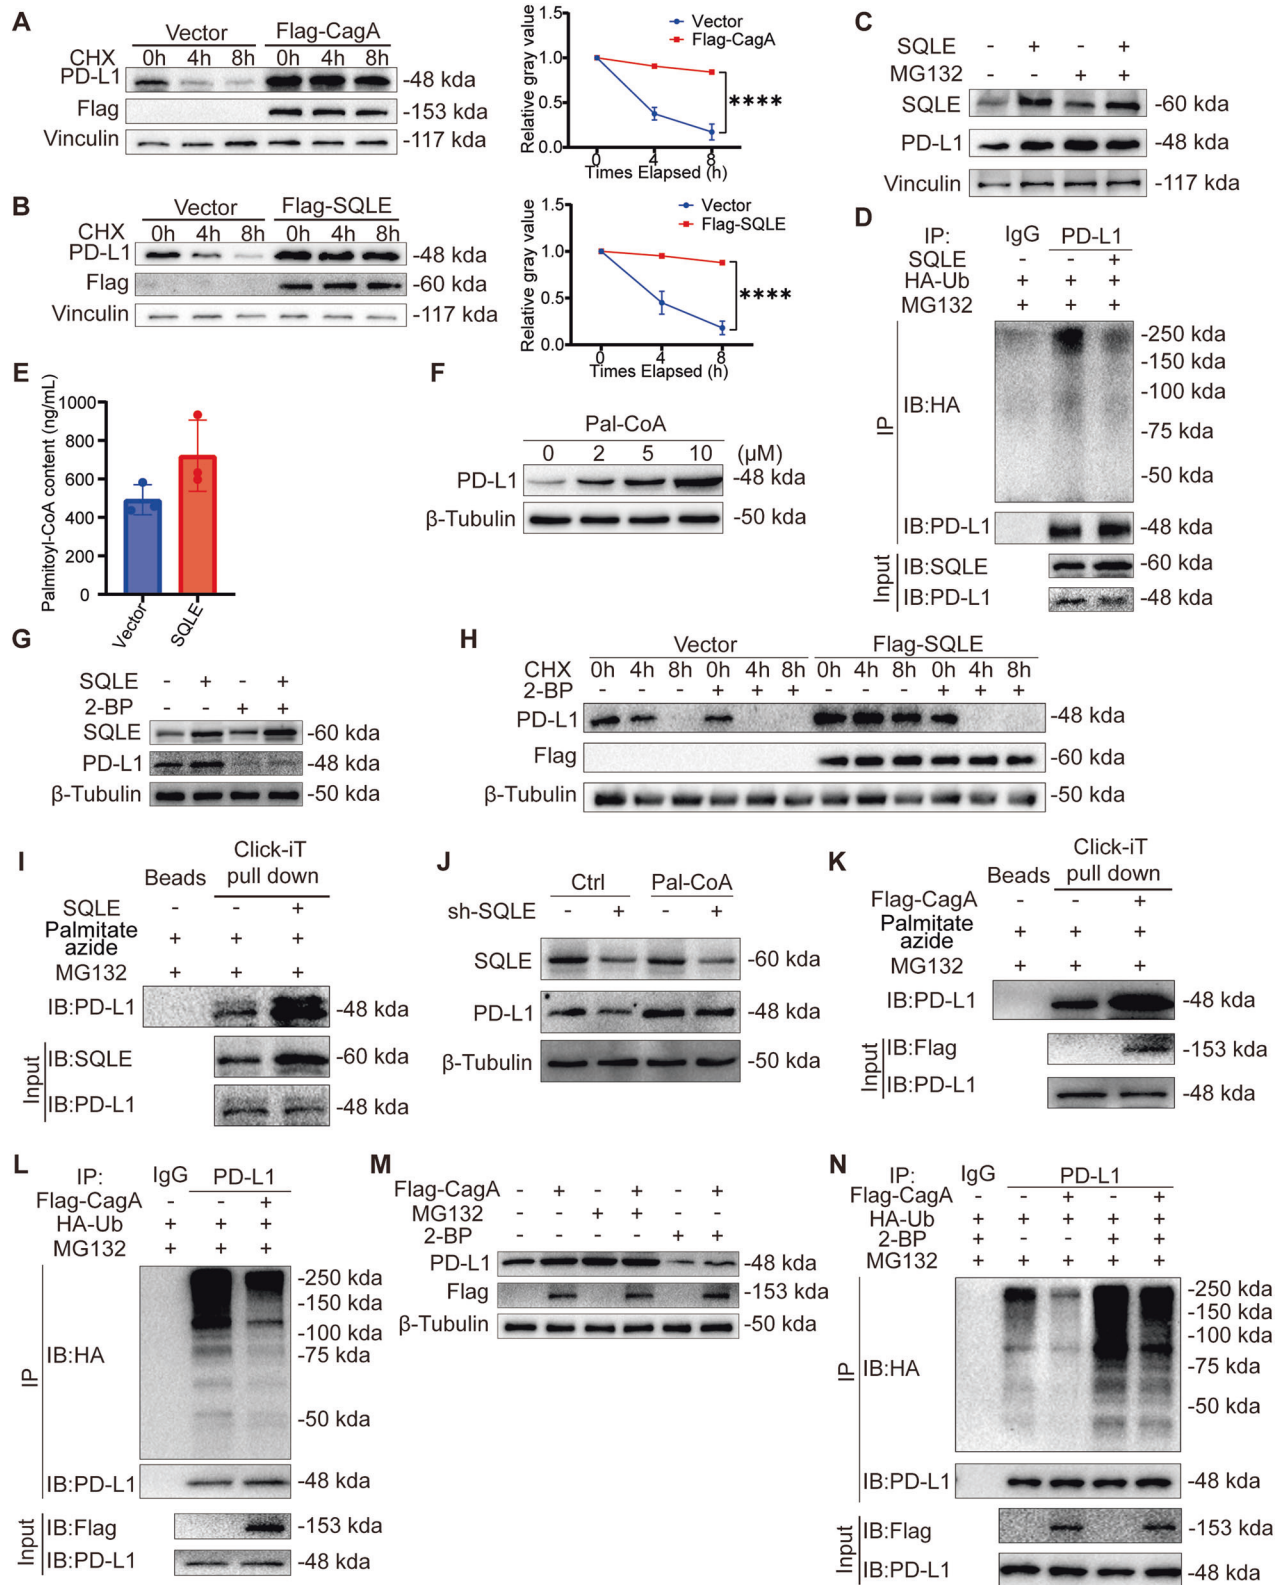 A
Vector Flag-CagA
CHX 0h 4h 8h 0h 4h 8h
PD-L1 -48 kda
Flag -153 kda
Vinculin -117 kda
Relative gray value
1.5
1.0
0.5
0.0
0 4 8
Times Elapsed (h)
Vector
Flag-CagA
****
B
Vector Flag-SQLE
CHX 0h 4h 8h 0h 4h 8h
PD-L1 -48 kda
Flag -60 kda
Vinculin -117 kda
Relative gray value
1.5
1.0
0.5
0.0
0 4 8
Times Elapsed (h)
Vector
Flag-SQLE
****
C
SQLE - + - +
MG132 - - + +
SQLE -60 kda
PD-L1 -48 kda
Vinculin -117 kda
D
IP: IgG PD-L1
SQLE - - +
HA-Ub + + +
MG132 + + +
IP
IB:HA
-250 kda
-150 kda
-100 kda
-75 kda
-50 kda
IB:PD-L1 -48 kda
Input
IB:SQLE -60 kda
IB:PD-L1 -48 kda
E
Palmitoyl-CoA content (ng/mL)
1000
800
600
400
200
0
Vector SQLE
F
Pal-CoA
0 2 5 10 (μM)
PD-L1 -48 kda
β-Tubulin -50 kda
G
SQLE - + - +
2-BP - - + +
SQLE -60 kda
PD-L1 -48 kda
β-Tubulin -50 kda
H
Vector Flag-SQLE
CHX 0h 4h 8h 0h 4h 8h 0h 4h 8h 0h 4h 8h
2-BP - - - + + + - - - + + +
PD-L1 -48 kda
Flag -60 kda
β-Tubulin -50 kda
I
Click-iT
Beads pull down
SQLE - - +
Palmitate
azide + + +
MG132 + + +
IB:PD-L1 -48 kda
Input
IB:SQLE -60 kda
IB:PD-L1 -48 kda
J
Ctrl Pal-CoA
sh-SQLE - + - +
SQLE -60 kda
PD-L1 -48 kda
β-Tubulin -50 kda
K
Click-iT
Beads pull down
Flag-CagA - - +
Palmitate
azide + + +
MG132 + + +
IB:PD-L1 -48 kda
Input
IB:Flag -153 kda
IB:PD-L1 -48 kda
L
IP: IgG PD-L1
Flag-CagA - - +
HA-Ub + + +
MG132 + + +
IP
IB:HA
-250 kda
-150 kda
-100 kda
-75 kda
-50 kda
IB:PD-L1 -48 kda
Input
IB:Flag -153 kda
IB:PD-L1 -48 kda
M
Flag-CagA - + - + - +
MG132 - - + + - -
2-BP - - - - + +
PD-L1 -48 kda
Flag -153 kda
β-Tubulin -50 kda
N
IP: IgG PD-L1
Flag-CagA - - + - +
HA-Ub + + + + +
2-BP + - - + +
MG132 + + + + +
IP
IB:HA
-250 kda
-150 kda
-100 kda
-75 kda
-50 kda
IB:PD-L1 -48 kda
Input
IB:Flag -153 kda
IB:PD-L1 -48 kda